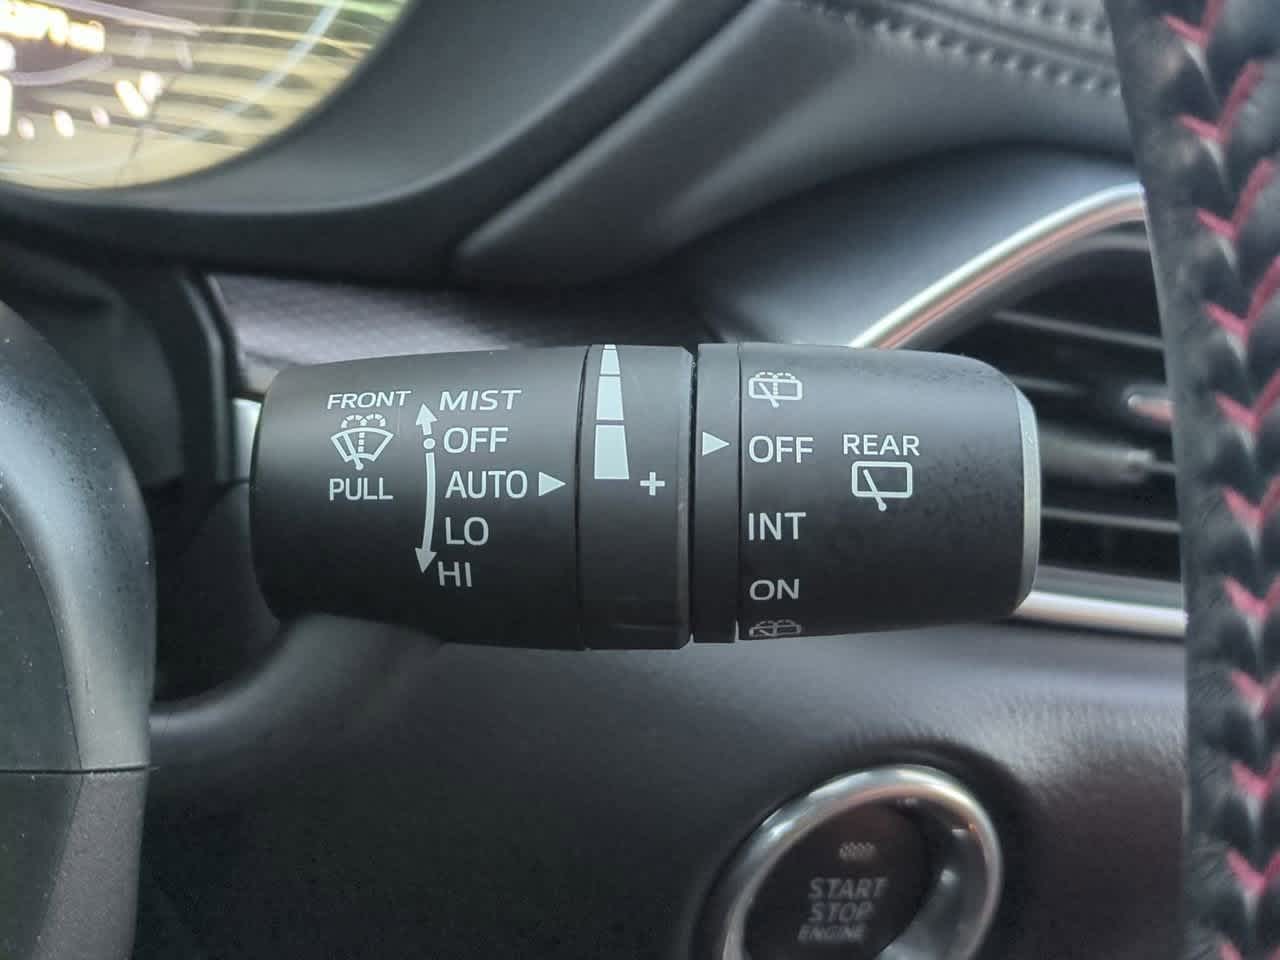 FRONT
PULL
MIST
OFF
AUTO
LO
HI
+
OFF
INT
ON
REAR
START
STOP
ENGINE